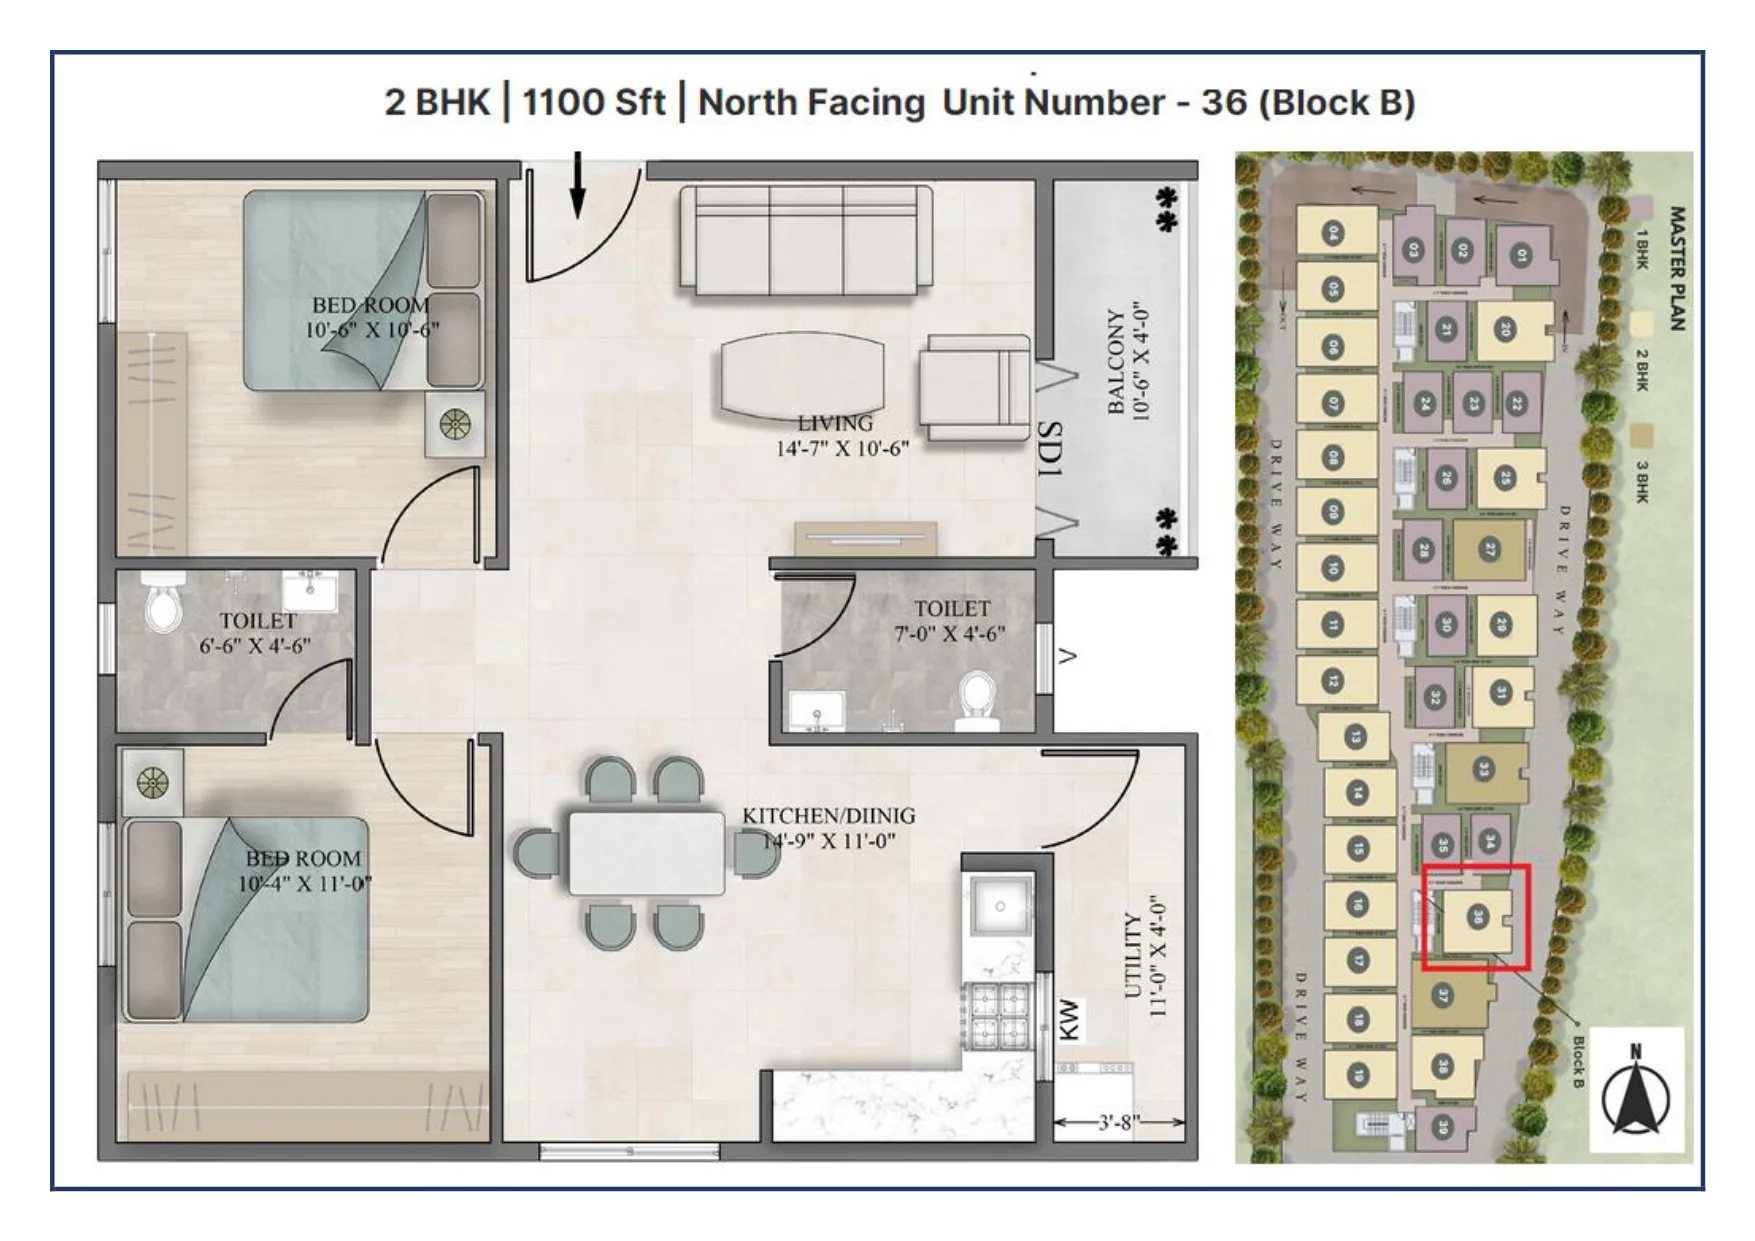 2 BHK | 1100 Sft | North Facing Unit Number - 36 (Block B)
BED ROOM
10'-6" X 10'-6"
LIVING
14'-7" X 10'-6"
SD1
BALCONY
10'-6" X 4'-0"
TOILET
6'-6" X 4'-6"
TOILET
7'-0" X 4'-6"
V
BED ROOM
10'-4" X 11'-0"
KITCHEN/DIINIG
14'-9" X 11'-0"
UTILITY
11'-0" X 4'-0"
KW
3'-8"
MASTER PLAN
1 BHK
2 BHK
3 BHK
04
03
02
01
05
21
20
06
OUT
IN
07
24
23
22
08
26
25
DRIVE WAY
09
28
27
DRIVE WAY
10
11
30
29
12
32
31
13
33
14
15
35
34
16
36
17
37
DRIVE WAY
18
Block B
19
38
39
N